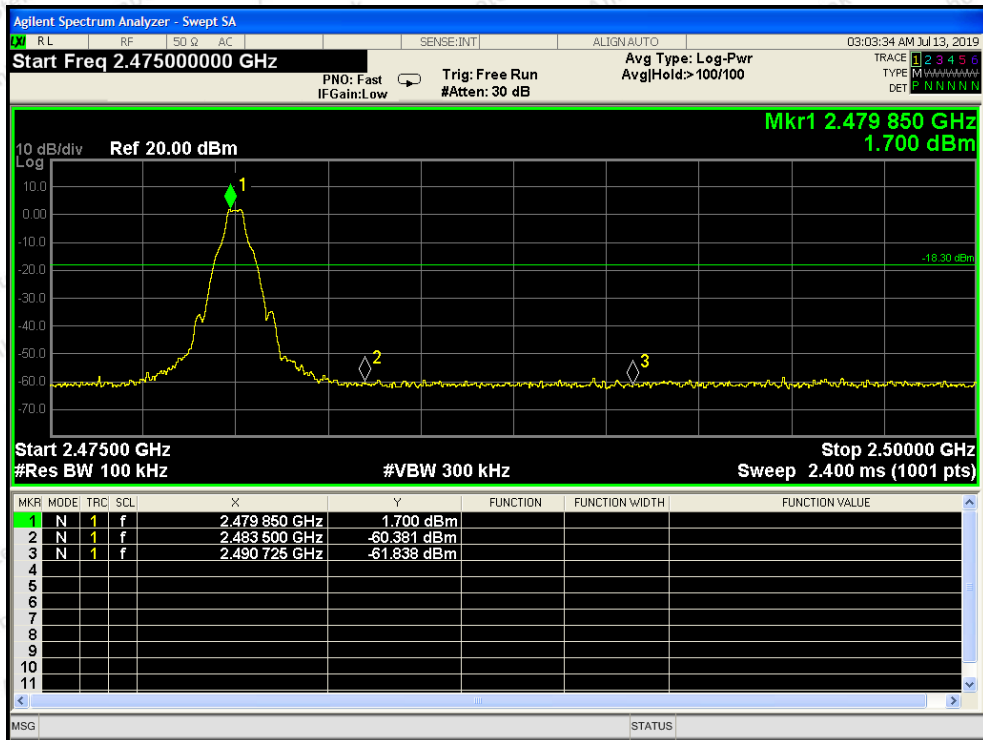 Agilent Spectrum Analyzer - Swept SA
LXI RL RF 50 Ω AC SENSE:INT ALIGNAUTO 03:03:34 AM Jul 13, 2019
Start Freq 2.475000000 GHz
PNO: Fast
IFGain:Low
Trig: Free Run
#Atten: 30 dB
Avg Type: Log-Pwr
Avg|Hold:>100/100
TRACE 1 2 3 4 5 6
TYPE M WWWWW
DET P N N N N N
Mkr1 2.479 850 GHz
1.700 dBm
10 dB/div Ref 20.00 dBm
Log
10.0
0.00
-10.0
-20.0
-30.0
-40.0
-50.0
-60.0
-70.0
1
-18.30 dBm
2
3
Start 2.47500 GHz Stop 2.50000 GHz
#Res BW 100 kHz #VBW 300 kHz Sweep 2.400 ms (1001 pts)
MKR MODE TRC SCL X Y FUNCTION FUNCTION WIDTH FUNCTION VALUE
1 N 1 f 2.479 850 GHz 1.700 dBm
2 N 1 f 2.483 500 GHz -60.381 dBm
3 N 1 f 2.490 725 GHz -61.838 dBm
4
5
6
7
8
9
10
11
MSG STATUS